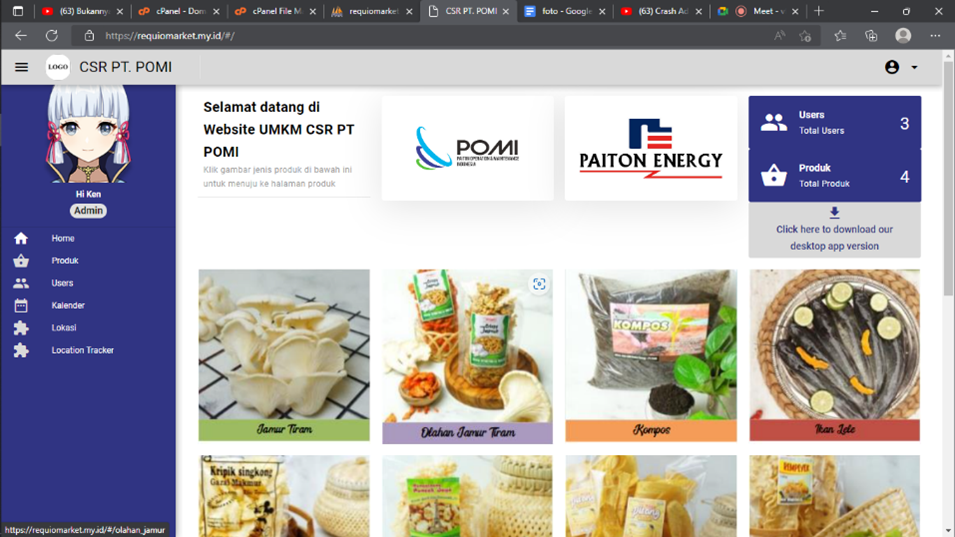 (63) Bukanny
cPanel - Dom
cPanel File M
requiomarket
CSR PT. POMI
foto - Google
(63) Crash Ad
Meet - v
https://requiomarket.my.id/#/
LOGO
CSR PT. POMI
Hi Ken
Admin
Home
Produk
Users
Kalender
Lokasi
Location Tracker
Selamat datang di
Website UMKM CSR PT
POMI
Klik gambar jenis produk di bawah ini
untuk menuju ke halaman produk
POMI
PAITON OPERATION & MAINTENANCE
INDONESIA
PAITON ENERGY
Users
Total Users
3
Produk
Total Produk
4
Click here to download our
desktop app version
Jamur Tiram
Olahan Jamur Tiram
KOMPOS
Kompos
Ikan Lele
Kripik singkong
REMPEYEK
https://requiomarket.my.id/#/olahan_jamur